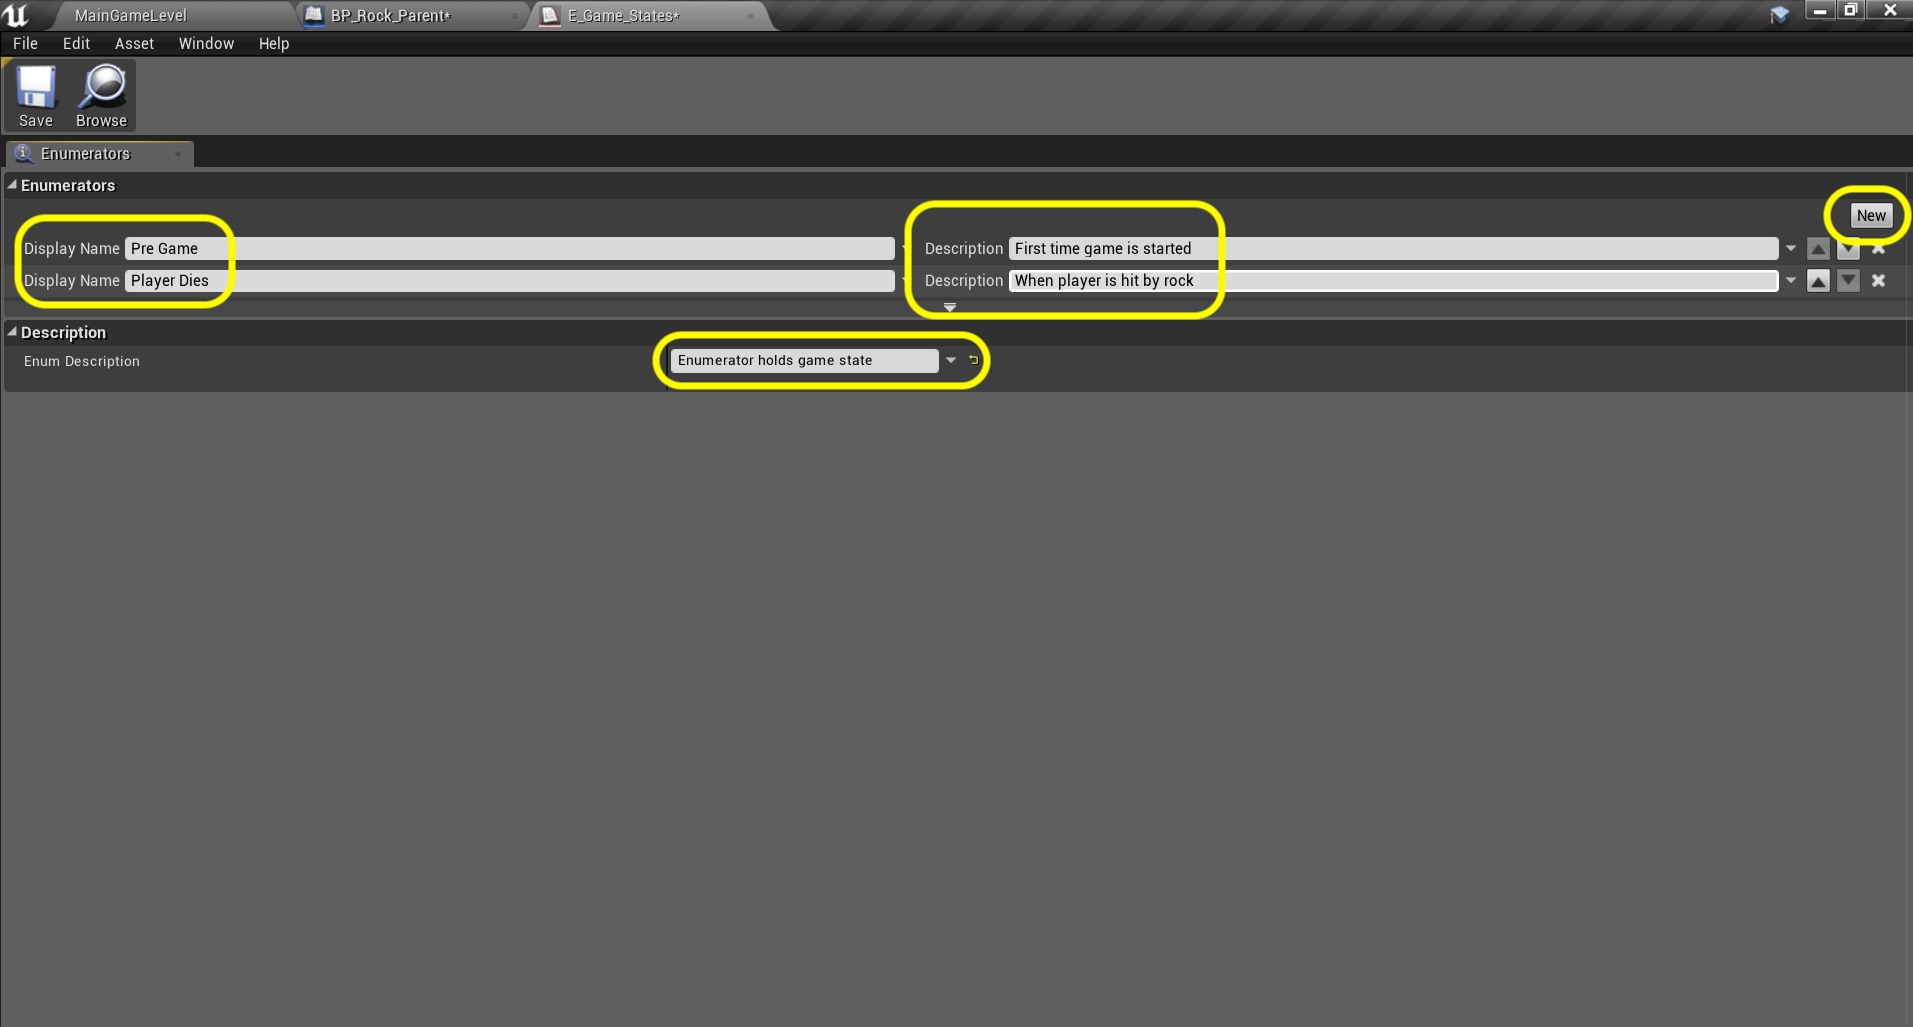 MainGameLevel BP_Rock_Parent* E_Game_States*
File Edit Asset Window Help
Save Browse
Enumerators
Enumerators
New
Display Name Pre Game Description First time game is started
Display Name Player Dies Description When player is hit by rock
Description
Enum Description Enumerator holds game state